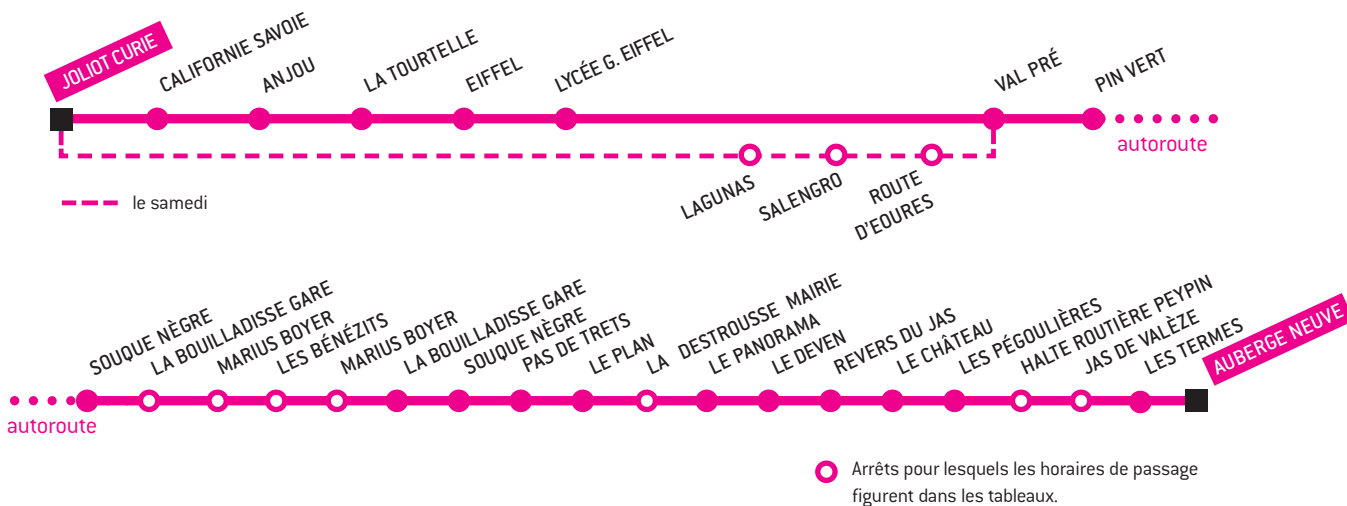 JOLIOT CURIE
CALIFORNIE SAVOIE
ANJOU
LA TOURTELLE
EIFFEL
LYCÉE G. EIFFEL
VAL PRÉ
PIN VERT
autoroute
LAGUNAS
SALENGRO
ROUTE
D'EOURES
le samedi
SOUQUE NÈGRE
LA BOUILLADISSE GARE
MARIUS BOYER
LES BÉNÉZITS
MARIUS BOYER
LA BOUILLADISSE GARE
SOUQUE NÈGRE
PAS DE TRETS
LE PLAN
LA DESTROUSSE MAIRIE
LE PANORAMA
LE DEVEN
REVERS DU JAS
LE CHÂTEAU
LES PÉGOULIÈRES
HALTE ROUTIÈRE PEYPIN
JAS DE VALÈZE
LES TERMES
AUBERGE NEUVE
autoroute
Arrêts pour lesquels les horaires de passage
figurent dans les tableaux.